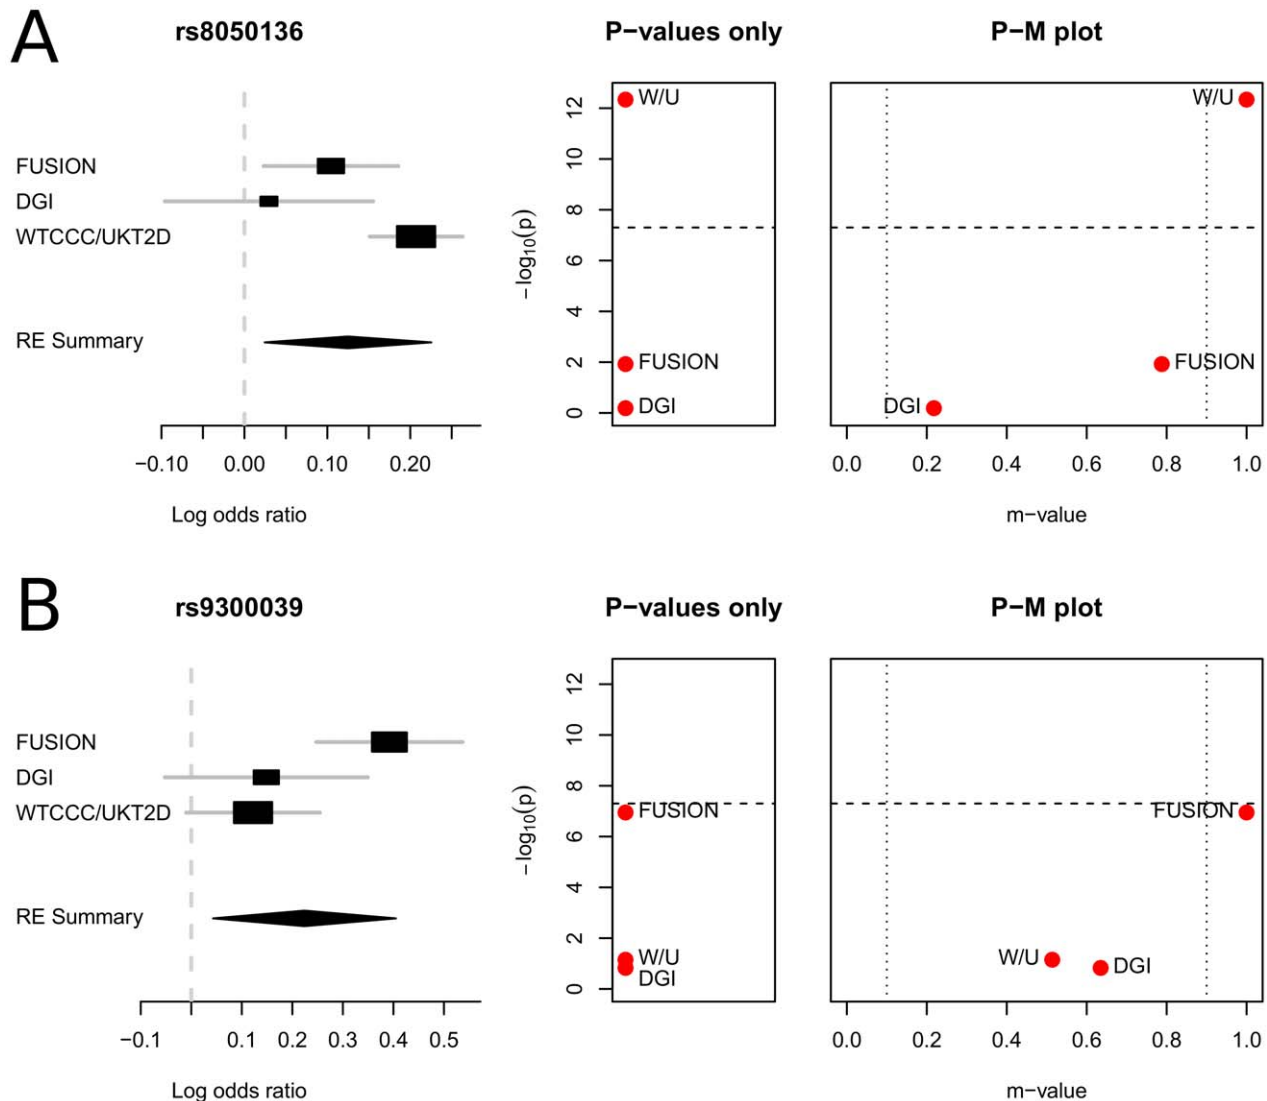 A
rs8050136
P−values only
P−M plot
FUSION
DGI
WTCCC/UKT2D
RE Summary
−0.10 0.00 0.10 0.20
Log odds ratio
−log10(p)
0 2 4 6 8 10 12
W/U
FUSION
DGI
W/U
FUSION
DGI
0.0 0.2 0.4 0.6 0.8 1.0
m−value
B
rs9300039
P−values only
P−M plot
FUSION
DGI
WTCCC/UKT2D
RE Summary
−0.1 0.1 0.2 0.3 0.4 0.5
Log odds ratio
−log10(p)
0 2 4 6 8 10 12
FUSION
W/U
DGI
FUSION
W/U
DGI
0.0 0.2 0.4 0.6 0.8 1.0
m−value